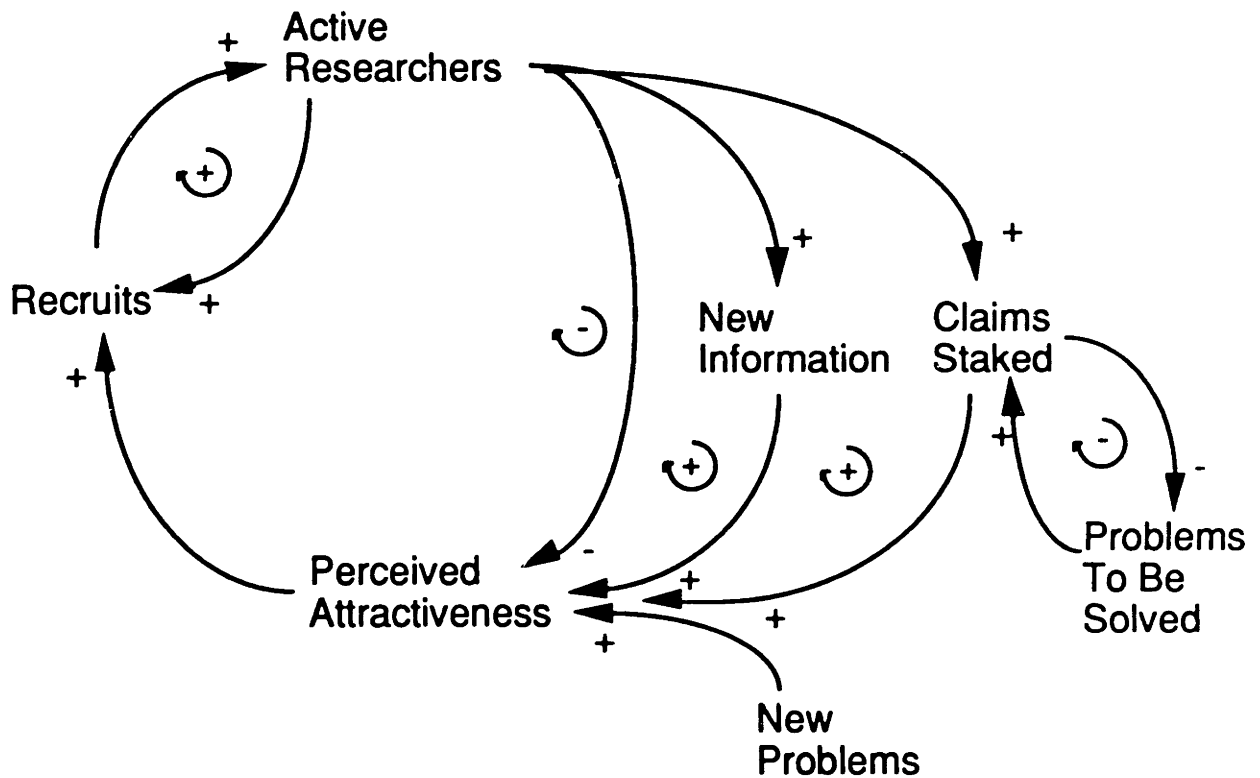 Active
Researchers
+
+
+
Recruits
+
+
-
New
Information
+
+
Claims
Staked
+
-
-
+
+
Problems
To Be
Solved
-
Perceived
Attractiveness
+
+
+
New
Problems